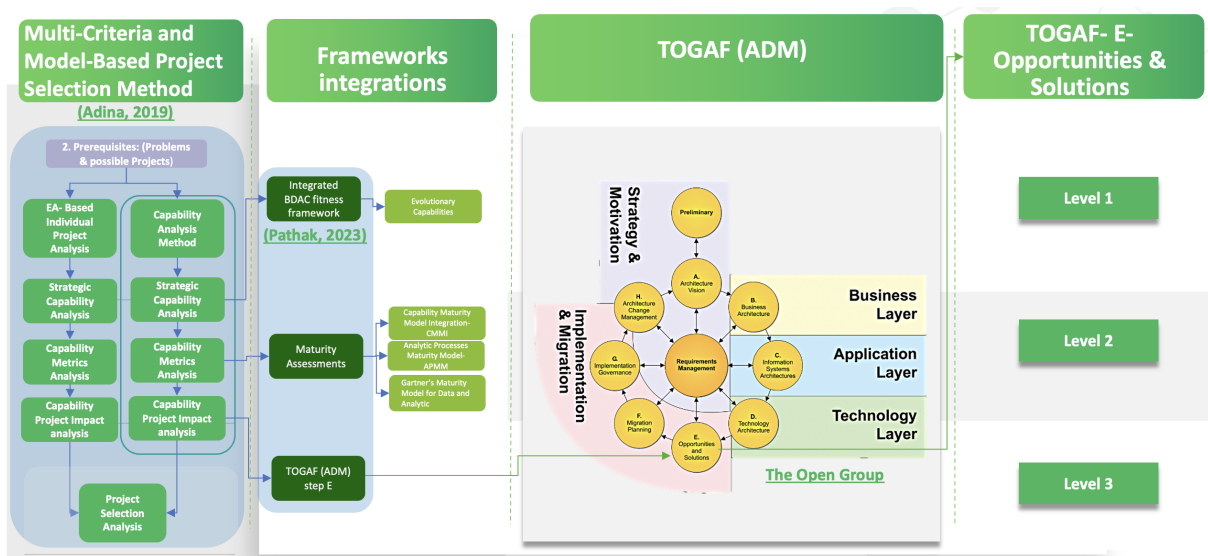 Multi-Criteria and
Model-Based Project
Selection Method
(Adina, 2019)
2. Prerequisites: (Problems
& possible Projects)
EA- Based
Individual
Project
Analysis
Capability
Analysis
Method
Strategic
Capability
Analysis
Strategic
Capability
Analysis
Capability
Metrics
Analysis
Capability
Metrics
Analysis
Capability
Project Impact
analysis
Capability
Project Impact
analysis
Project
Selection
Analysis
Frameworks
integrations
Integrated
BDAC fitness
framework
(Pathak, 2023)
Evolutionary
Capabilities
Maturity
Assessments
Capability Maturity
Model Integration-
CMMI
Analytic Processes
Maturity Model-
APMM
Gartner's Maturity
Model for Data and
Analytic
TOGAF (ADM)
step E
TOGAF (ADM)
Strategy &
Motivation
Implementation
& Migration
Preliminary
A.
Architecture
Vision
H.
Architecture
Change
Management
B.
Business
Architecture
G.
Implementation
Governance
Requirements
Management
C.
Information
Systems
Architectures
F.
Migration
Planning
D.
Technology
Architecture
E.
Opportunities
and
Solutions
Business
Layer
Application
Layer
Technology
Layer
The Open Group
TOGAF- E-
Opportunities &
Solutions
Level 1
Level 2
Level 3